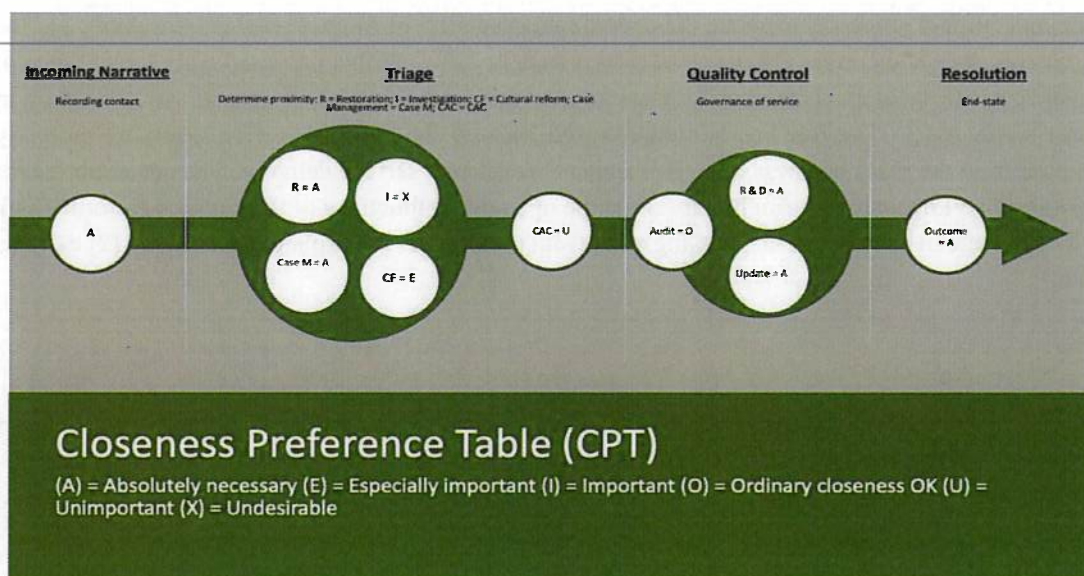 Incoming Narrative
Recording contact
Triage
Determine proximity: R = Restoration; I = Investigation; CF = Cultural reform; Case
Management = Case M; CAC = CAC
Quality Control
Governance of service
Resolution
End-state
A
R = A
I = X
Case M = A
CF = E
CAC = U
Audit = O
R & D = A
Update = A
Outcome
= A
Closeness Preference Table (CPT)
(A) = Absolutely necessary (E) = Especially important (I) = Important (O) = Ordinary closeness OK (U) =
Unimportant (X) = Undesirable